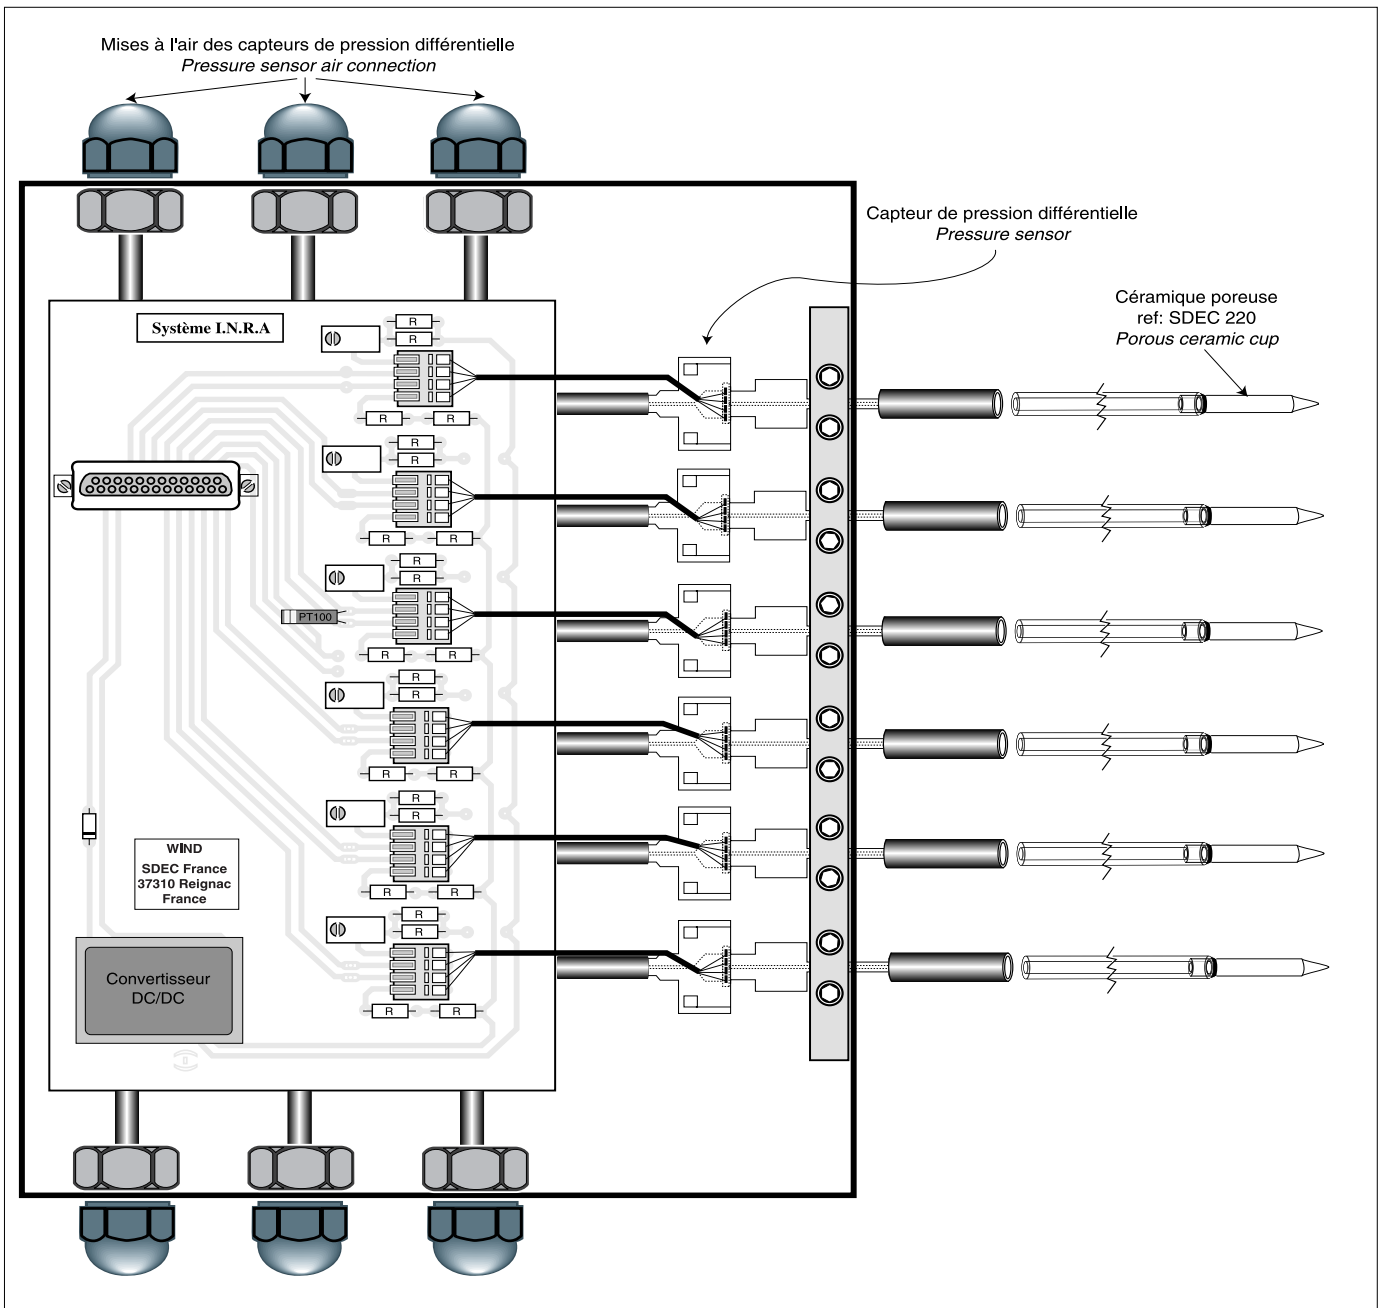 Mises à l'air des capteurs de pression différentielle
Pressure sensor air connection
Capteur de pression différentielle
Pressure sensor
Céramique poreuse
ref: SDEC 220
Porous ceramic cup
Système I.N.R.A
R
R
R
R
R
R
R
R
R
R
PT100
R
R
R
R
R
R
R
R
R
R
R
R
R
R
WIND
SDEC France
37310 Reignac
France
Convertisseur
DC/DC